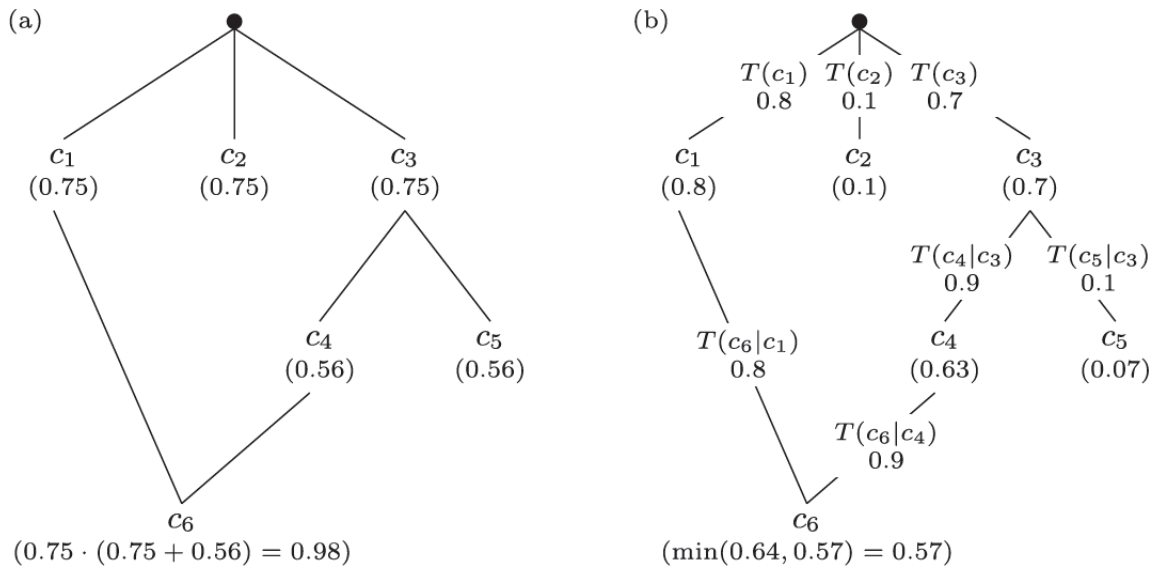 (a)
c₁ c₂ c₃
(0.75) (0.75) (0.75)
c₄ c₅
(0.56) (0.56)
c₆
(0.75 · (0.75 + 0.56) = 0.98)
(b)
T(c₁) T(c₂) T(c₃)
0.8 0.1 0.7
c₁ c₂ c₃
(0.8) (0.1) (0.7)
T(c₄|c₃) T(c₅|c₃)
0.9 0.1
T(c₆|c₁) c₄ c₅
0.8 (0.63) (0.07)
T(c₆|c₄)
0.9
c₆
(min(0.64, 0.57) = 0.57)